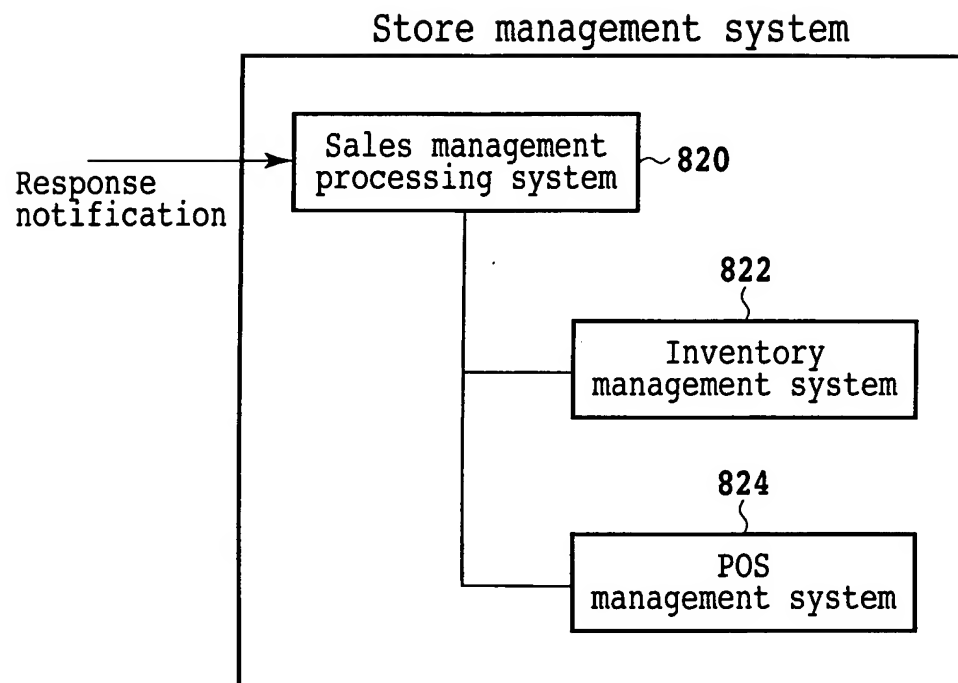 Store management system
Sales management
processing system
820
Response
notification
822
Inventory
management system
824
POS
management system